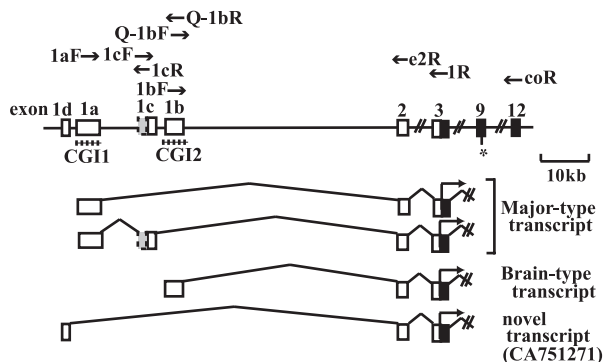 Q-1bR
Q-1bF
1aF 1cF
1cR
1bF
e2R
1R
coR
exon 1d 1a 1c 1b 2 3 9 12
CGI1 CGI2
*
10kb
Major-type
transcript
Brain-type
transcript
novel
transcript
(CA751271)